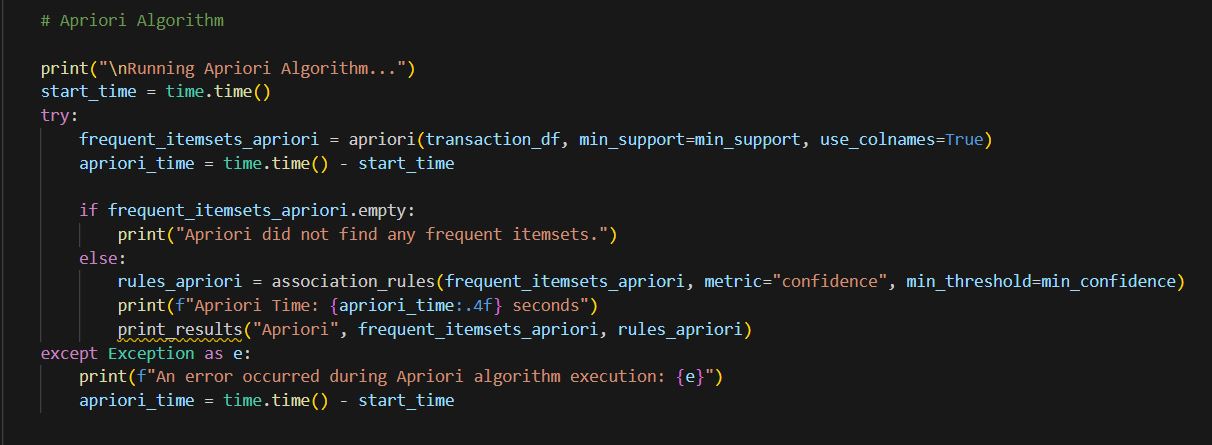 # Apriori Algorithm
print("\nRunning Apriori Algorithm...")
start_time = time.time()
try:
    frequent_itemsets_apriori = apriori(transaction_df, min_support=min_support, use_colnames=True)
    apriori_time = time.time() - start_time
    if frequent_itemsets_apriori.empty:
        print("Apriori did not find any frequent itemsets.")
    else:
        rules_apriori = association_rules(frequent_itemsets_apriori, metric="confidence", min_threshold=min_confidence)
        print(f"Apriori Time: {apriori_time:.4f} seconds")
        print_results("Apriori", frequent_itemsets_apriori, rules_apriori)
except Exception as e:
    print(f"An error occurred during Apriori algorithm execution: {e}")
    apriori_time = time.time() - start_time